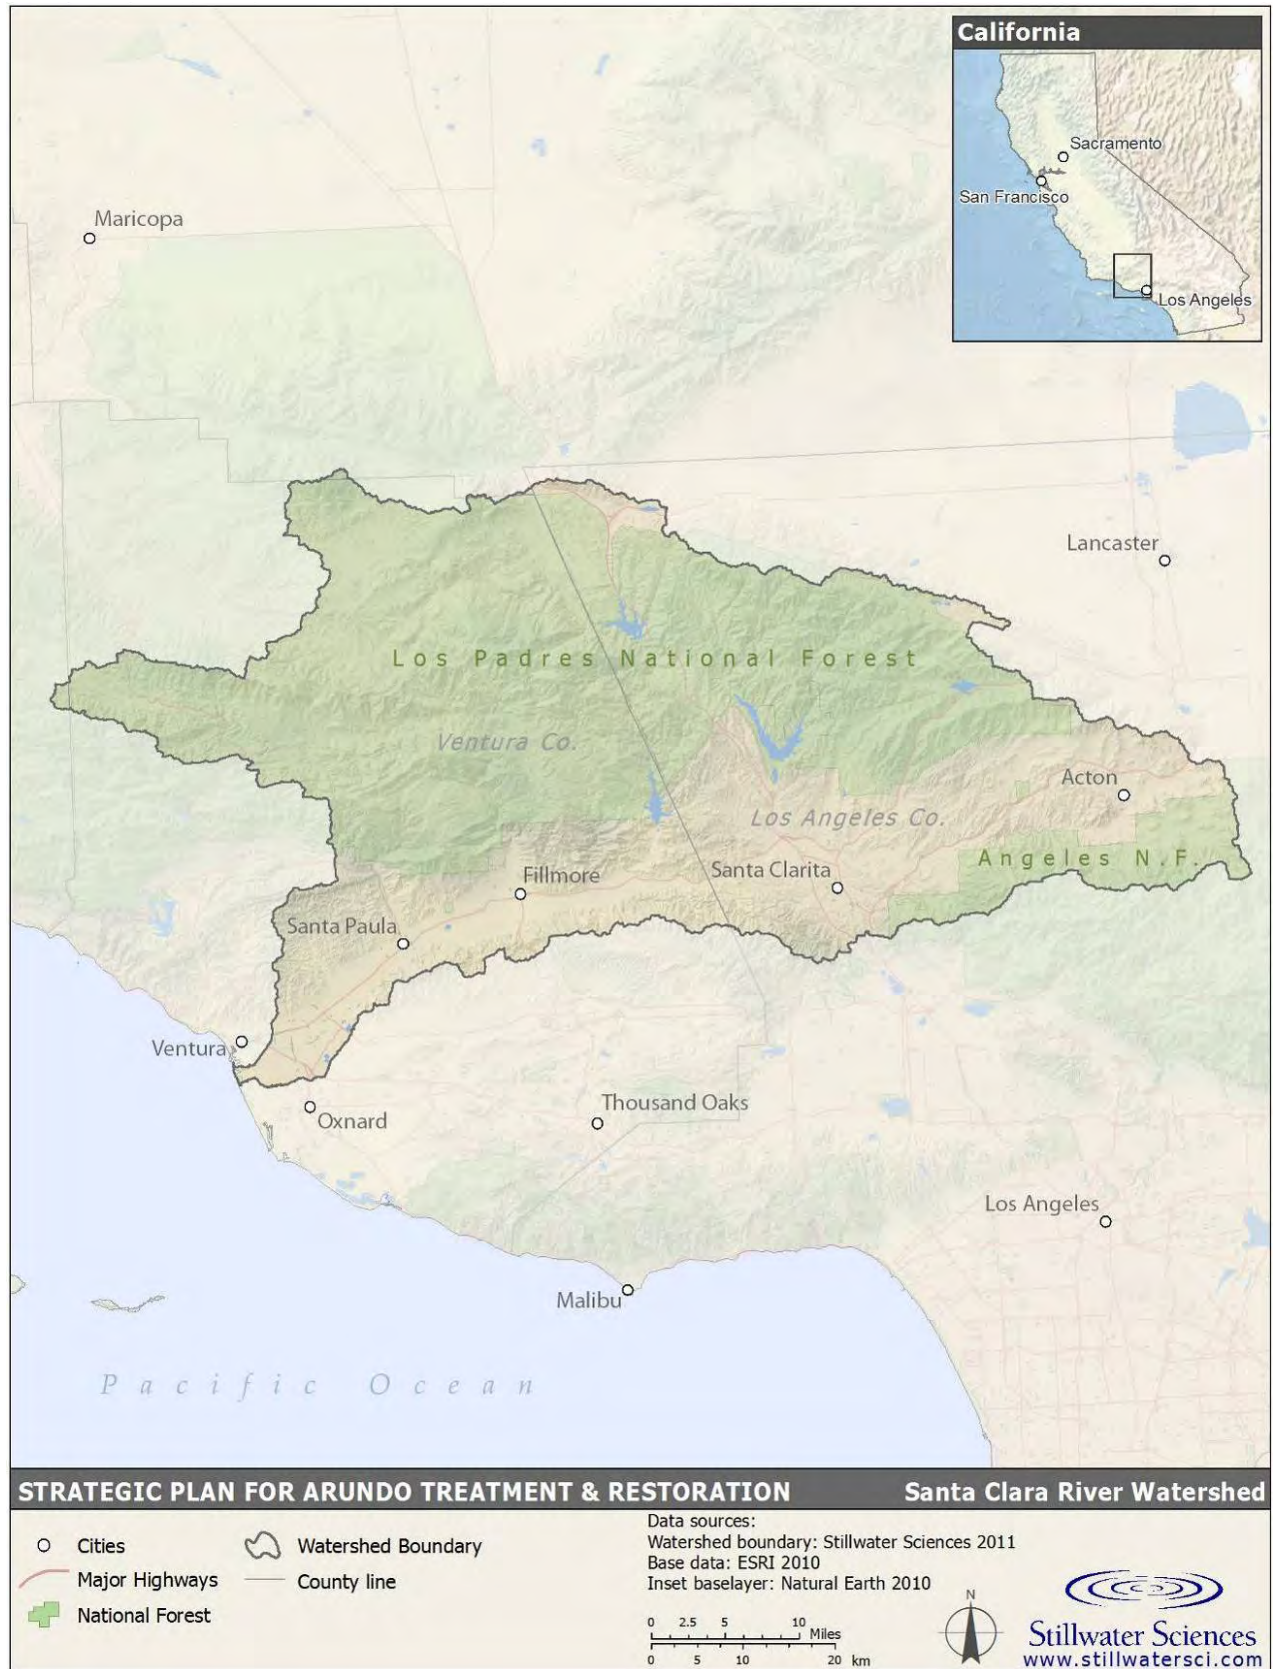 California
Sacramento
San Francisco
Los Angeles
Maricopa
Lancaster
Los Padres National Forest
Ventura Co.
Acton
Los Angeles Co.
Angeles N.F.
Santa Clarita
Fillmore
Santa Paula
Ventura
Oxnard
Thousand Oaks
Los Angeles
Malibu
Pacific Ocean
STRATEGIC PLAN FOR ARUNDO TREATMENT & RESTORATION Santa Clara River Watershed
Cities
Major Highways
National Forest
Watershed Boundary
County line
Data sources:
Watershed boundary: Stillwater Sciences 2011
Base data: ESRI 2010
Inset baselayer: Natural Earth 2010
0 2.5 5 10 Miles
0 5 10 20 km
N
Stillwater Sciences
www.stillwatersci.com